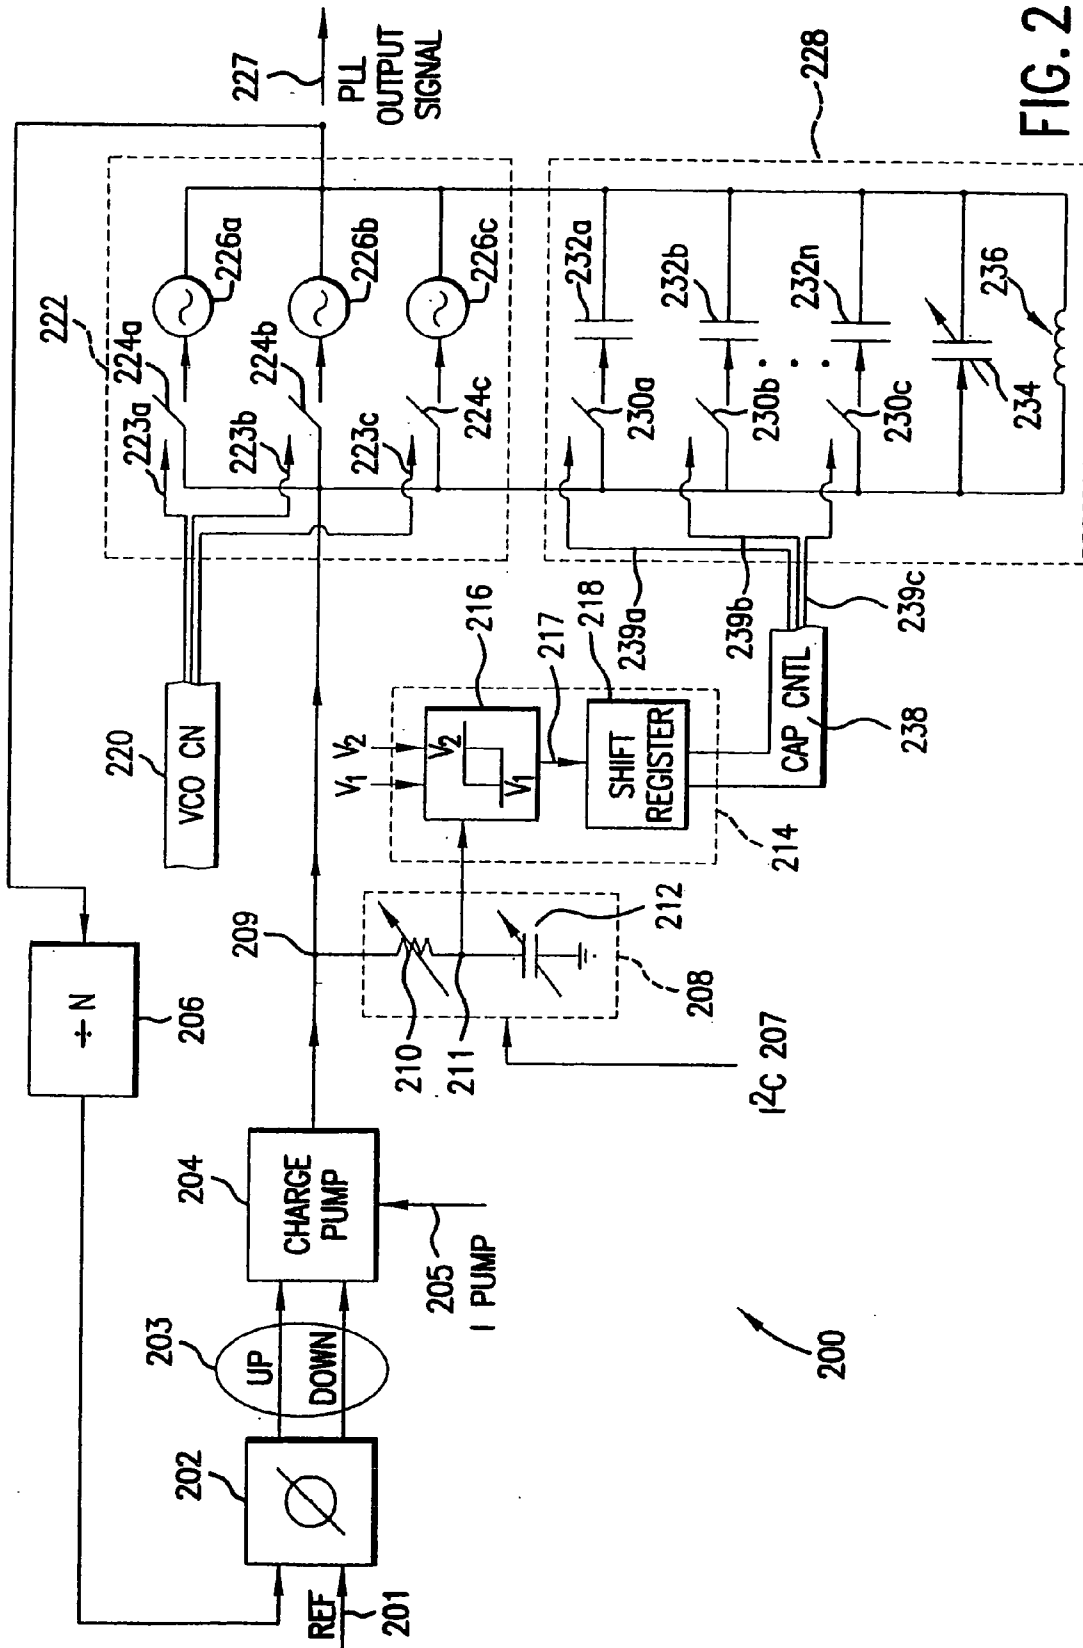 FIG. 2
200
REF
201
202
203
UP
DOWN
204
CHARGE
PUMP
205
I PUMP
206
÷ N
I²C 207
208
209
210
211
212
214
V1 V2
V2
V1
216
217
218
SHIFT
REGISTER
220
VCO CN
222
223a
223b
223c
224a
224b
224c
226a
226b
226c
227
PLL
OUTPUT
SIGNAL
228
230a
230b
230c
232a
232b
232n
234
236
CAP CNTL
238
239a
239b
239c